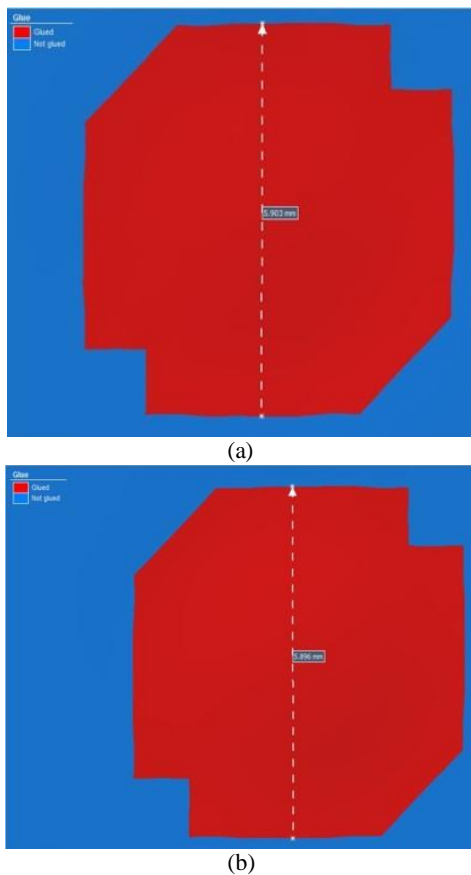 Glue
Glued
Not glued
5.903 mm
(a)
Glue
Glued
Not glued
5.896 mm
(b)